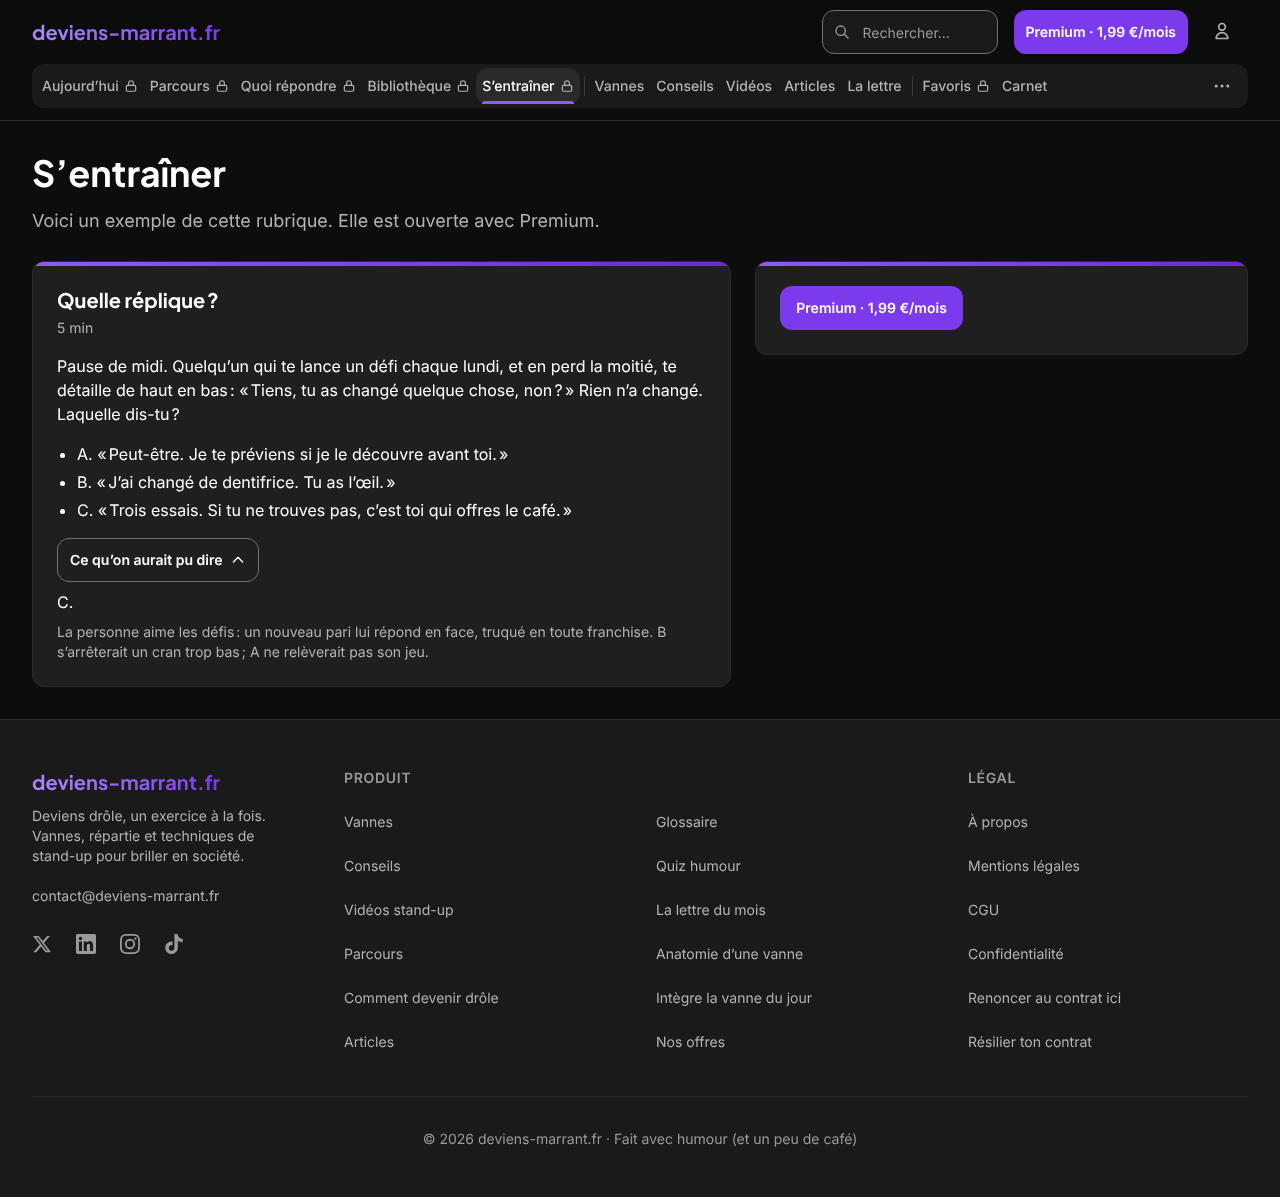 deviens-marrant.fr
Rechercher...
Premium · 1,99 €/mois
Aujourd’hui
Parcours
Quoi répondre
Bibliothèque
S’entraîner
Vannes
Conseils
Vidéos
Articles
La lettre
Favoris
Carnet
S’entraîner
Voici un exemple de cette rubrique. Elle est ouverte avec Premium.
Quelle réplique ?
5 min
Pause de midi. Quelqu’un qui te lance un défi chaque lundi, et en perd la moitié, te
détaille de haut en bas : « Tiens, tu as changé quelque chose, non ? » Rien n’a changé.
Laquelle dis-tu ?
• A. « Peut-être. Je te préviens si je le découvre avant toi. »
• B. « J’ai changé de dentifrice. Tu as l’œil. »
• C. « Trois essais. Si tu ne trouves pas, c’est toi qui offres le café. »
Ce qu’on aurait pu dire
C.
La personne aime les défis : un nouveau pari lui répond en face, truqué en toute franchise. B
s’arrêterait un cran trop bas ; A ne relèverait pas son jeu.
Premium · 1,99 €/mois
deviens-marrant.fr
Deviens drôle, un exercice à la fois.
Vannes, répartie et techniques de
stand-up pour briller en société.
contact@deviens-marrant.fr
PRODUIT
Vannes
Conseils
Vidéos stand-up
Parcours
Comment devenir drôle
Articles
Glossaire
Quiz humour
La lettre du mois
Anatomie d’une vanne
Intègre la vanne du jour
Nos offres
LÉGAL
À propos
Mentions légales
CGU
Confidentialité
Renoncer au contrat ici
Résilier ton contrat
© 2026 deviens-marrant.fr · Fait avec humour (et un peu de café)